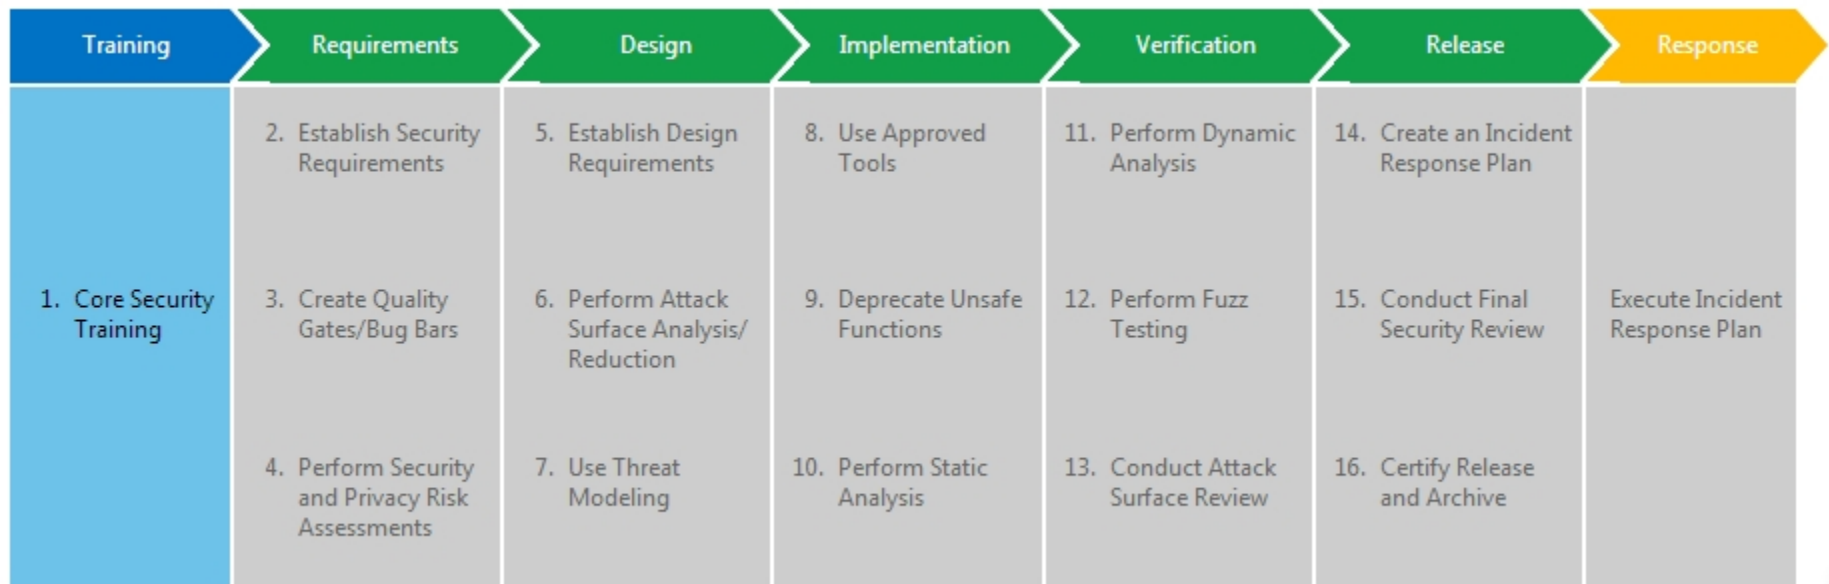 Training
Requirements
Design
Implementation
Verification
Release
Response
1. Core Security
Training
2. Establish Security
Requirements
3. Create Quality
Gates/Bug Bars
4. Perform Security
and Privacy Risk
Assessments
5. Establish Design
Requirements
6. Perform Attack
Surface Analysis/
Reduction
7. Use Threat
Modeling
8. Use Approved
Tools
9. Deprecate Unsafe
Functions
10. Perform Static
Analysis
11. Perform Dynamic
Analysis
12. Perform Fuzz
Testing
13. Conduct Attack
Surface Review
14. Create an Incident
Response Plan
15. Conduct Final
Security Review
16. Certify Release
and Archive
Execute Incident
Response Plan